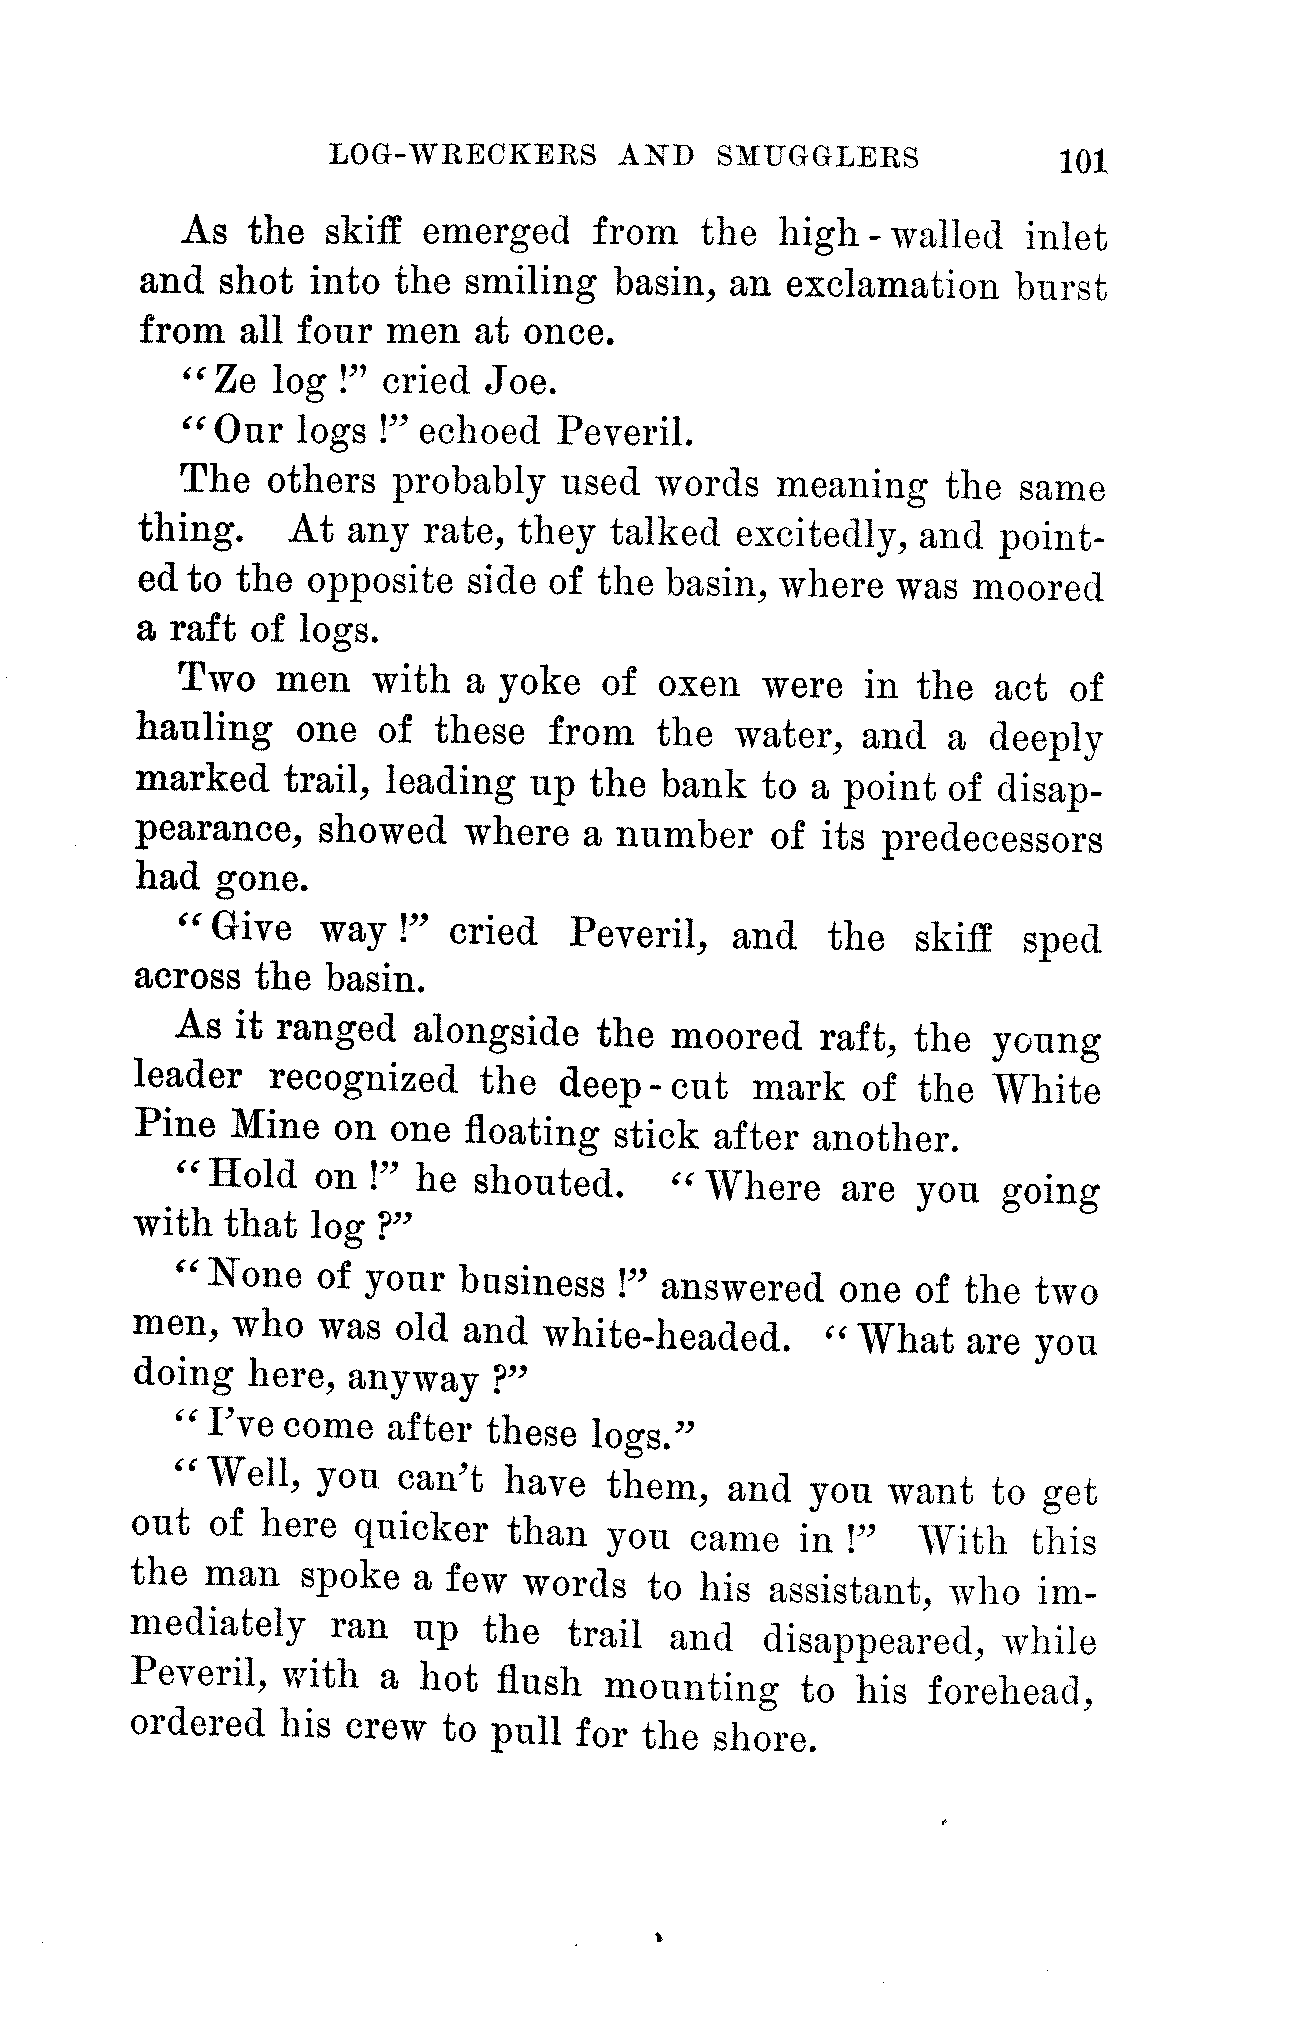 LOG-WRECKERS AND SMUGGLERS 101
As the skiff emerged from the high-walled inlet
and shot into the smiling basin, an exclamation burst
from all four men at once.
“Ze log!” cried Joe.
“Our logs!” echoed Peveril.
The others probably used words meaning the same
thing. At any rate, they talked excitedly, and point-
ed to the opposite side of the basin, where was moored
a raft of logs.
Two men with a yoke of oxen were in the act of
hauling one of these from the water, and a deeply
marked trail, leading up the bank to a point of disap-
pearance, showed where a number of its predecessors
had gone.
“Give way!” cried Peveril, and the skiff sped
across the basin.
As it ranged alongside the moored raft, the young
leader recognized the deep-cut mark of the White
Pine Mine on one floating stick after another.
“Hold on!” he shouted. “Where are you going
with that log?”
“None of your business!” answered one of the two
men, who was old and white-headed. “What are you
doing here, anyway?”
“I’ve come after these logs.”
“Well, you can’t have them, and you want to get
out of here quicker than you came in!” With this
the man spoke a few words to his assistant, who im-
mediately ran up the trail and disappeared, while
Peveril, with a hot flush mounting to his forehead,
ordered his crew to pull for the shore.